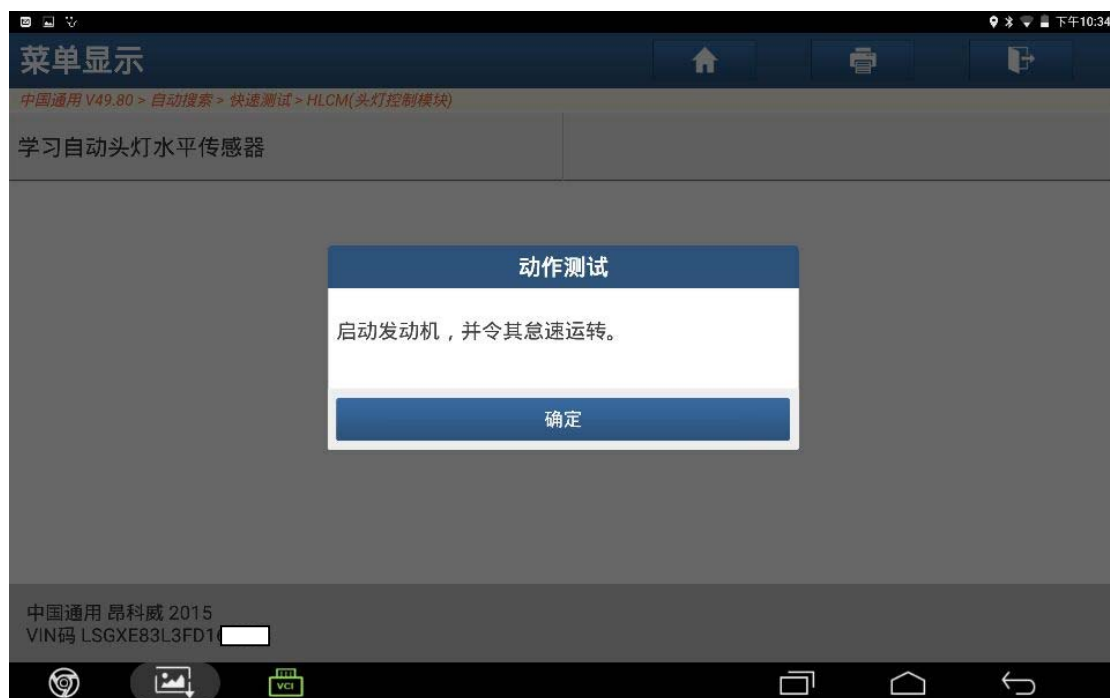 下午10:34
菜单显示
中国通用 V49.80 > 自动搜索 > 快速测试 > HLCM(头灯控制模块)
学习自动头灯水平传感器
动作测试
启动发动机，并令其怠速运转。
确定
中国通用 昂科威 2015
VIN码 LSGXE83L3FD1
VCI